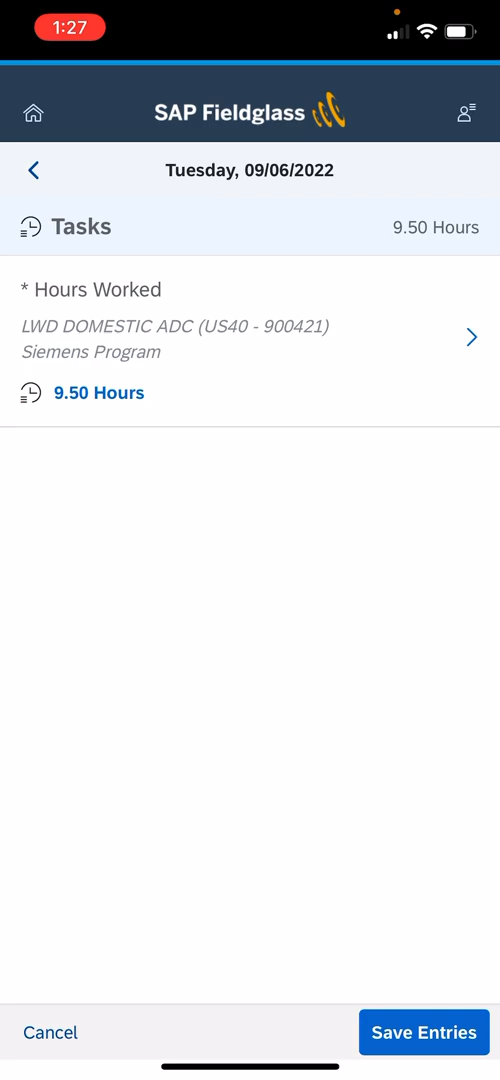 1:27
SAP Fieldglass
Tuesday, 09/06/2022
Tasks 9.50 Hours
* Hours Worked
LWD DOMESTIC ADC (US40 - 900421)
Siemens Program
9.50 Hours
Cancel Save Entries